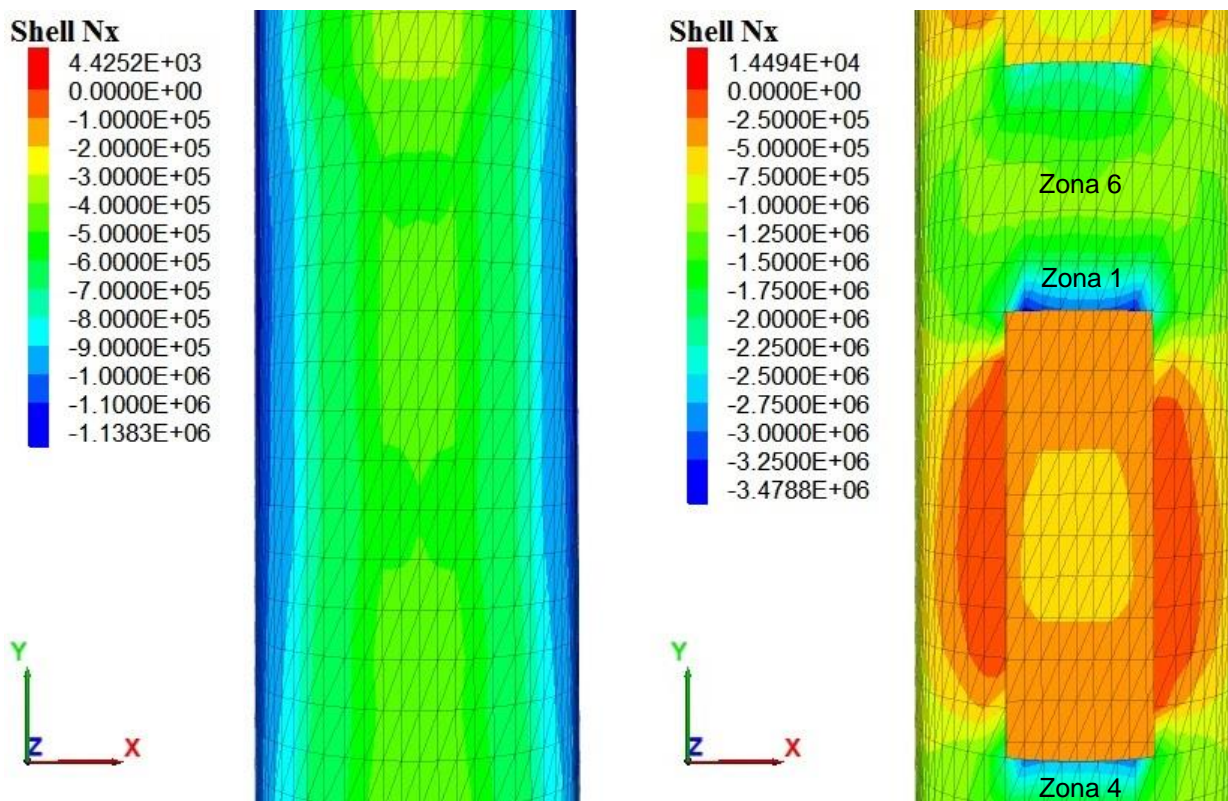 Shell Nx
4.4252E+03
0.0000E+00
-1.0000E+05
-2.0000E+05
-3.0000E+05
-4.0000E+05
-5.0000E+05
-6.0000E+05
-7.0000E+05
-8.0000E+05
-9.0000E+05
-1.0000E+06
-1.1000E+06
-1.1383E+06
Y
Z X
Shell Nx
1.4494E+04
0.0000E+00
-2.5000E+05
-5.0000E+05
-7.5000E+05
-1.0000E+06
-1.2500E+06
-1.5000E+06
-1.7500E+06
-2.0000E+06
-2.2500E+06
-2.5000E+06
-2.7500E+06
-3.0000E+06
-3.2500E+06
-3.4788E+06
Y
Z X
Zona 6
Zona 1
Zona 4